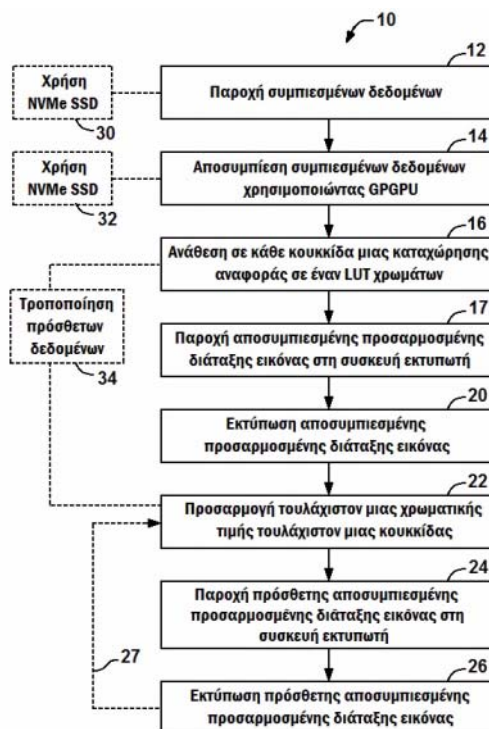 10
12
Χρήση
NVMe SSD
30
Παροχή συμπιεσμένων δεδομένων
14
Χρήση
NVMe SSD
32
Αποσυμπίεση συμπιεσμένων δεδομένων
χρησιμοποιώντας GPGPU
16
Ανάθεση σε κάθε κουκκίδα μιας καταχώρησης
αναφοράς σε έναν LUT χρωμάτων
Τροποποίηση
πρόσθετων
δεδομένων
34
17
Παροχή αποσυμπιεσμένης προσαρμοσμένης
διάταξης εικόνας στη συσκευή εκτυπωτή
20
Εκτύπωση αποσυμπιεσμένης
προσαρμοσμένης διάταξης εικόνας
22
Προσαρμογή τουλάχιστον μιας χρωματικής
τιμής τουλάχιστον μιας κουκκίδας
24
Παροχή πρόσθετης αποσυμπιεσμένης
προσαρμοσμένης διάταξης εικόνας στη
συσκευή εκτυπωτή
27
26
Εκτύπωση πρόσθετης αποσυμπιεσμένης
προσαρμοσμένης διάταξης εικόνας